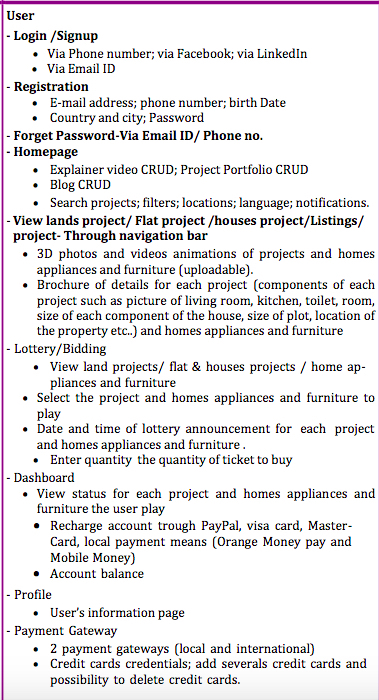 User
- Login /Signup
• Via Phone number; via Facebook; via LinkedIn
• Via Email ID
- Registration
• E-mail address; phone number; birth Date
• Country and city; Password
- Forget Password-Via Email ID/ Phone no.
- Homepage
• Explainer video CRUD; Project Portfolio CRUD
• Blog CRUD
• Search projects; filters; locations; language; notifications.
- View lands project/ Flat project /houses project/Listings/
project- Through navigation bar
• 3D photos and videos animations of projects and homes
appliances and furniture (uploadable).
• Brochure of details for each project (components of each
project such as picture of living room, kitchen, toilet, room,
size of each component of the house, size of plot, location of
the property etc..) and homes appliances and furniture
- Lottery/Bidding
• View land projects/ flat & houses projects / home ap-
pliances and furniture
• Select the project and homes appliances and furniture to
play
• Date and time of lottery announcement for each project
and homes appliances and furniture .
• Enter quantity the quantity of ticket to buy
- Dashboard
• View status for each project and homes appliances and
furniture the user play
• Recharge account trough PayPal, visa card, Master-
Card, local payment means (Orange Money pay and
Mobile Money)
• Account balance
- Profile
• User's information page
- Payment Gateway
• 2 payment gateways (local and international)
• Credit cards credentials; add severals credit cards and
possibility to delete credit cards.